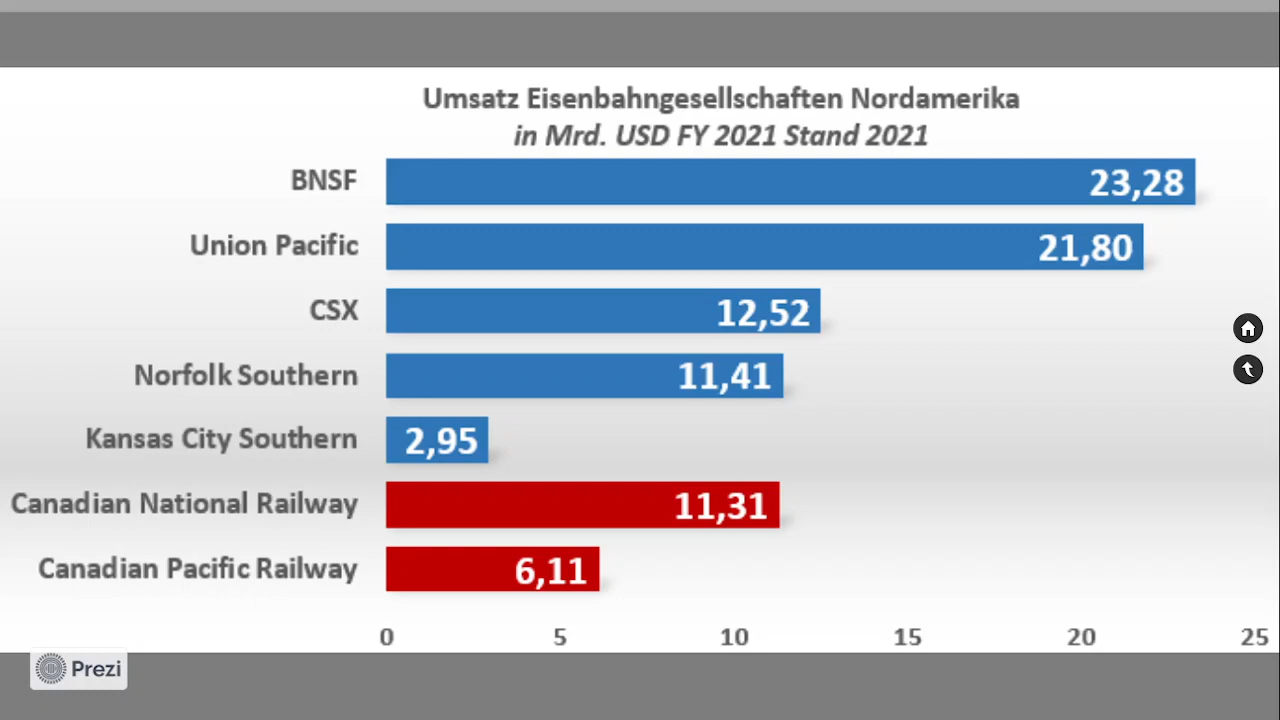 Umsatz Eisenbahngesellschaften Nordamerika
in Mrd. USD FY 2021 Stand 2021
BNSF 23,28
Union Pacific 21,80
CSX 12,52
Norfolk Southern 11,41
Kansas City Southern 2,95
Canadian National Railway 11,31
Canadian Pacific Railway 6,11
0 5 10 15 20 25
Prezi